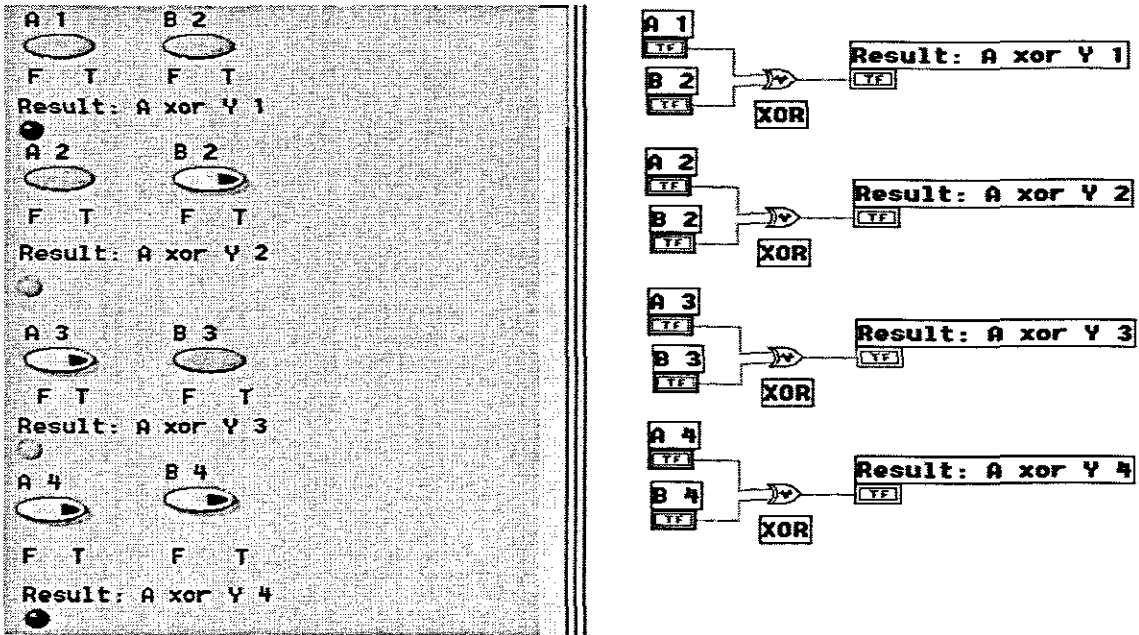 A 1 B 2
F T F T
Result: A xor Y 1
A 2 B 2
F T F T
Result: A xor Y 2
A 3 B 3
F T F T
Result: A xor Y 3
A 4 B 4
F T F T
Result: A xor Y 4
A 1
TF
B 2
TF
XOR
Result: A xor Y 1
TF
A 2
TF
B 2
TF
XOR
Result: A xor Y 2
TF
A 3
TF
B 3
TF
XOR
Result: A xor Y 3
TF
A 4
TF
B 4
TF
XOR
Result: A xor Y 4
TF